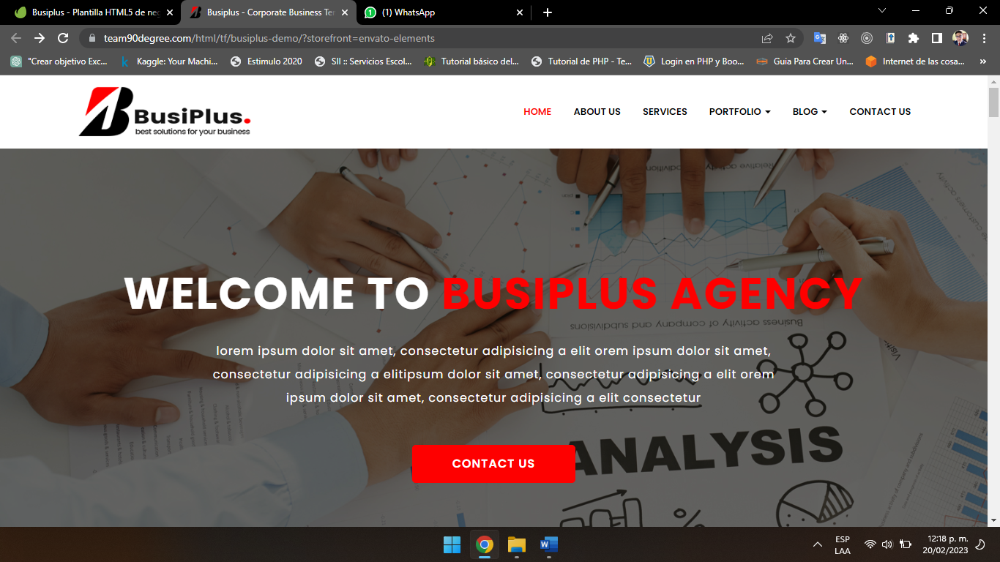 Busiplus - Plantilla HTML5 de neg
Busiplus - Corporate Business Ter
(1) WhatsApp
team90degree.com/html/tf/busiplus-demo/?storefront=envato-elements
"Crear objetivo Exc...
Kaggle: Your Machi...
Estimulo 2020
SII :: Servicios Escol...
Tutorial básico del...
Tutorial de PHP - Te...
Login en PHP y Boo...
Guia Para Crear Un...
Internet de las cosa...
»
BusiPlus.
best solutions for your business
HOME
ABOUT US
SERVICES
PORTFOLIO
BLOG
CONTACT US
Relative activity
subdivisions
WELCOME TO BUSIPLUS AGENCY
Business activity of company and subdivisions
lorem ipsum dolor sit amet, consectetur adipisicing a elit orem ipsum dolor sit amet,
consectetur adipisicing a elitipsum dolor sit amet, consectetur adipisicing a elit orem
ipsum dolor sit amet, consectetur adipisicing a elit consectetur
ANALYSIS
CONTACT US
%
ESP
LAA
12:18 p. m.
20/02/2023